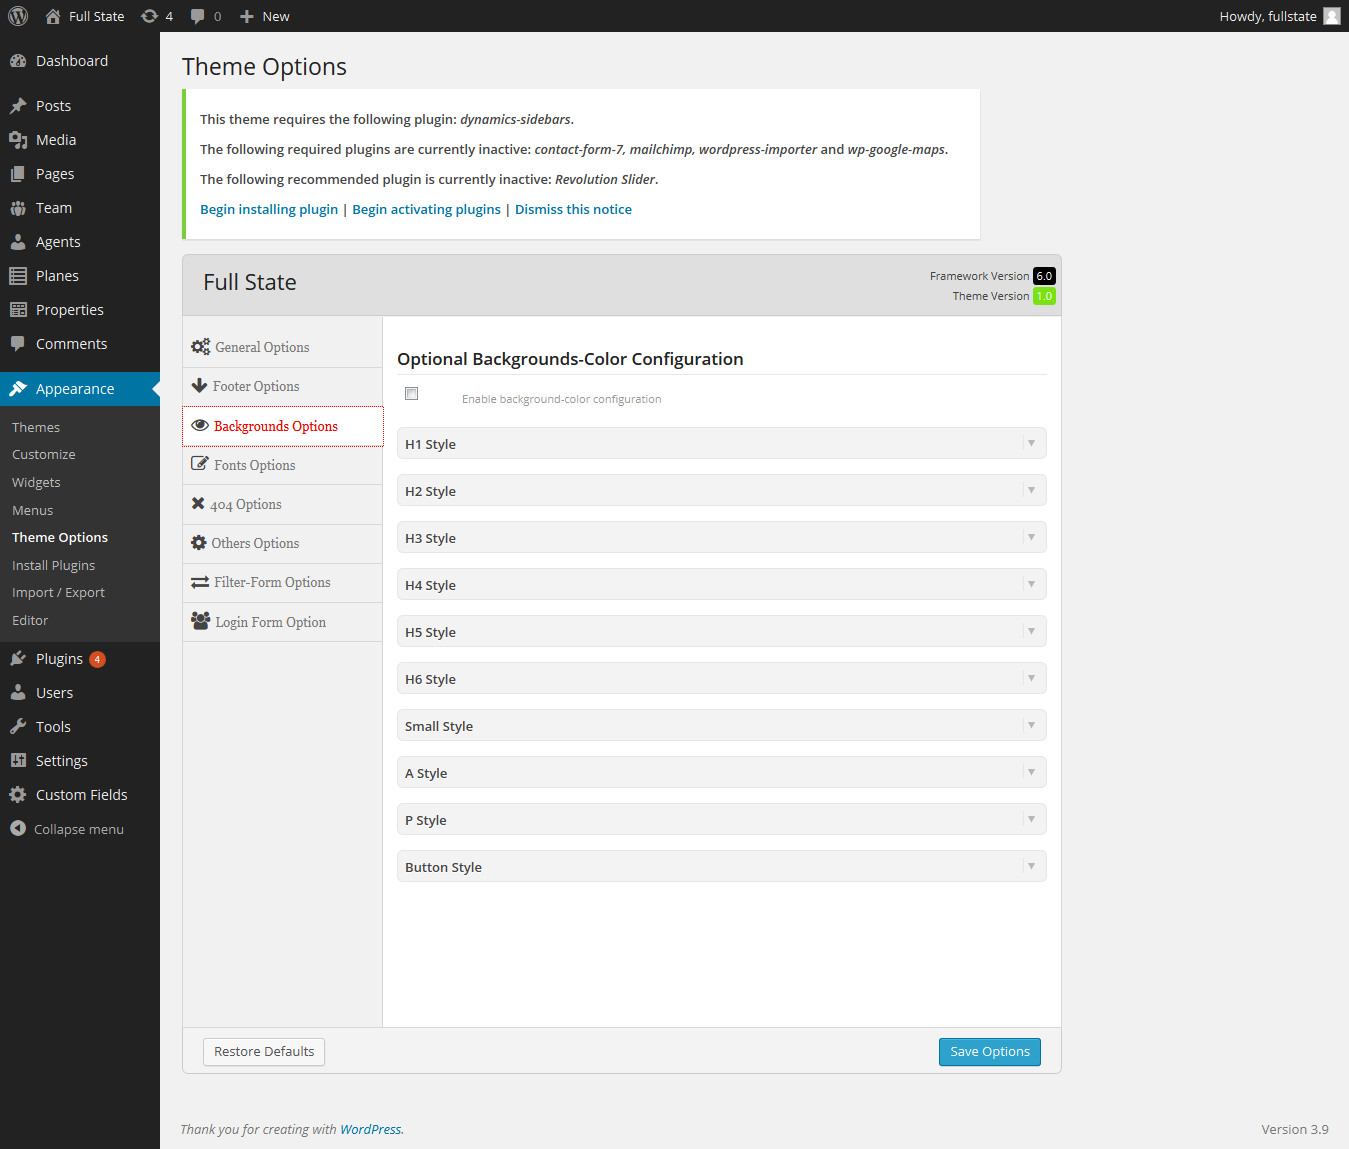 Full State 4 0 New Howdy, fullstate
Dashboard
Posts
Media
Pages
Team
Agents
Planes
Properties
Comments
Appearance
Themes
Customize
Widgets
Menus
Theme Options
Install Plugins
Import / Export
Editor
Plugins 4
Users
Tools
Settings
Custom Fields
Collapse menu
Theme Options
This theme requires the following plugin: dynamics-sidebars.
The following required plugins are currently inactive: contact-form-7, mailchimp, wordpress-importer and wp-google-maps.
The following recommended plugin is currently inactive: Revolution Slider.
Begin installing plugin | Begin activating plugins | Dismiss this notice
Full State
Framework Version 6.0
Theme Version 1.0
General Options
Footer Options
Backgrounds Options
Fonts Options
404 Options
Others Options
Filter-Form Options
Login Form Option
Optional Backgrounds-Color Configuration
Enable background-color configuration
H1 Style
H2 Style
H3 Style
H4 Style
H5 Style
H6 Style
Small Style
A Style
P Style
Button Style
Restore Defaults
Save Options
Thank you for creating with WordPress.
Version 3.9